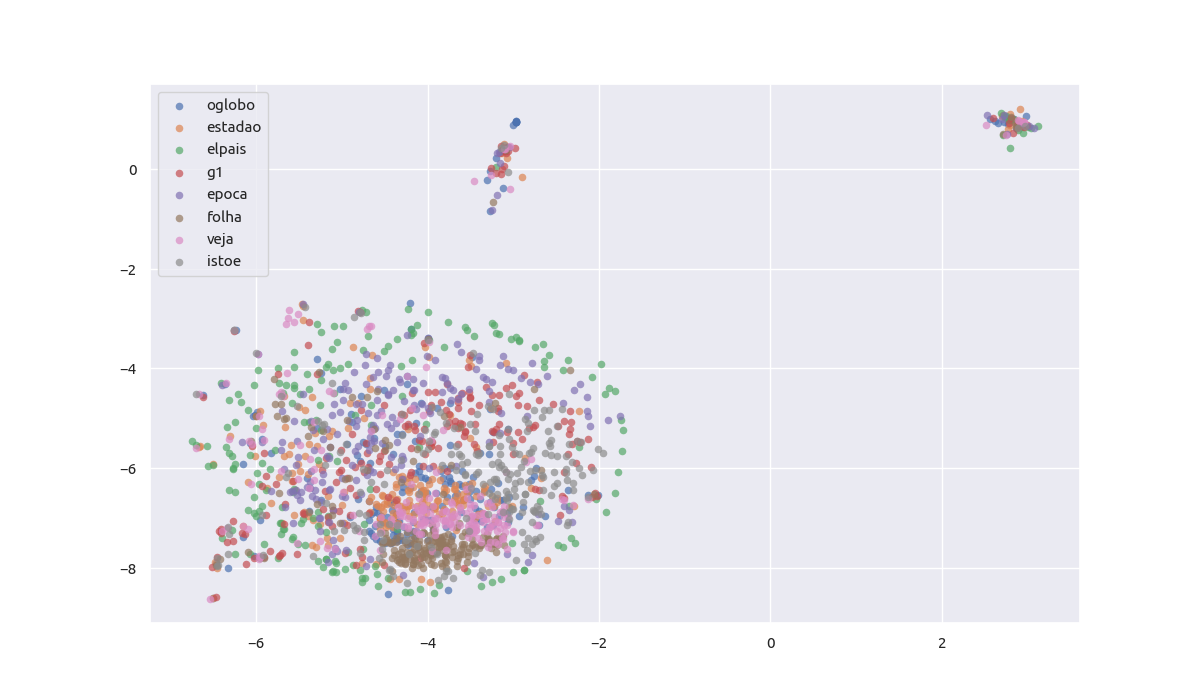 oglobo
estadao
elpais
g1
epoca
folha
veja
istoe
0
−2
−4
−6
−8
−6
−4
−2
0
2